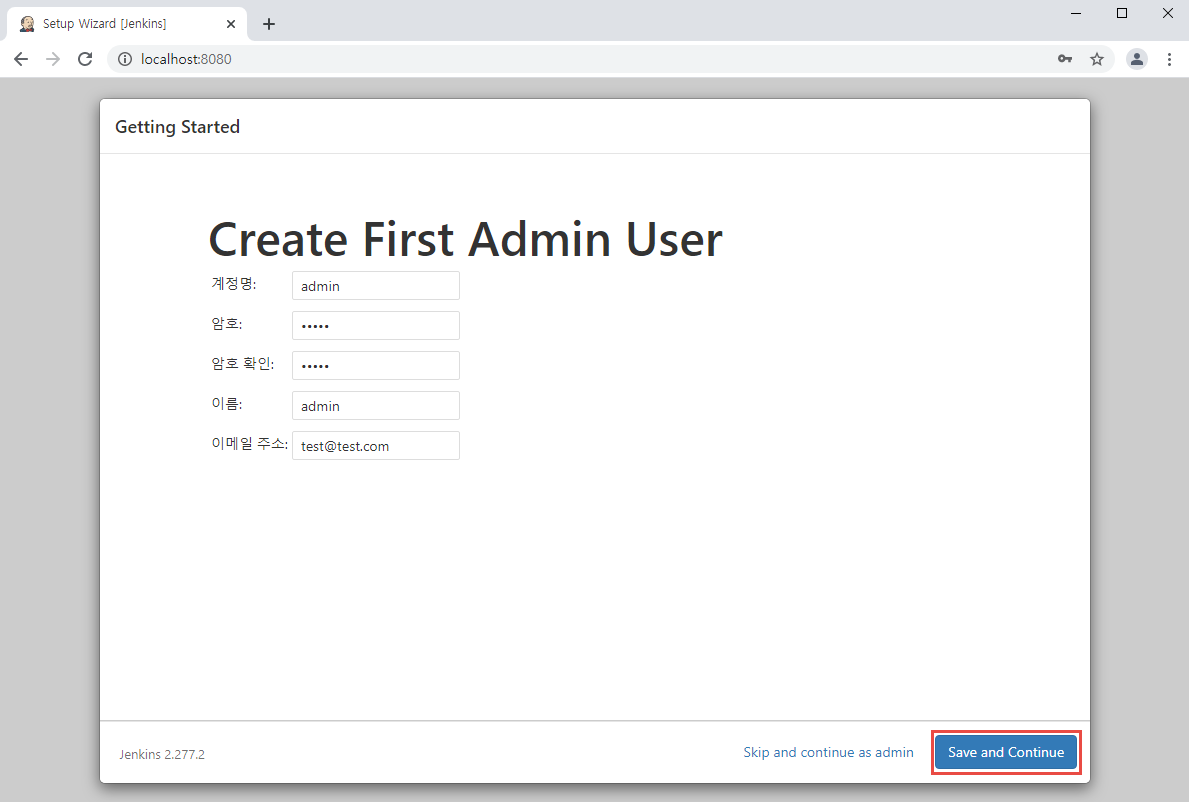 Setup Wizard [Jenkins]
localhost:8080
Getting Started
Create First Admin User
계정명: admin
암호: •••••
암호 확인: •••••
이름: admin
이메일 주소: test@test.com
Jenkins 2.277.2 Skip and continue as admin Save and Continue